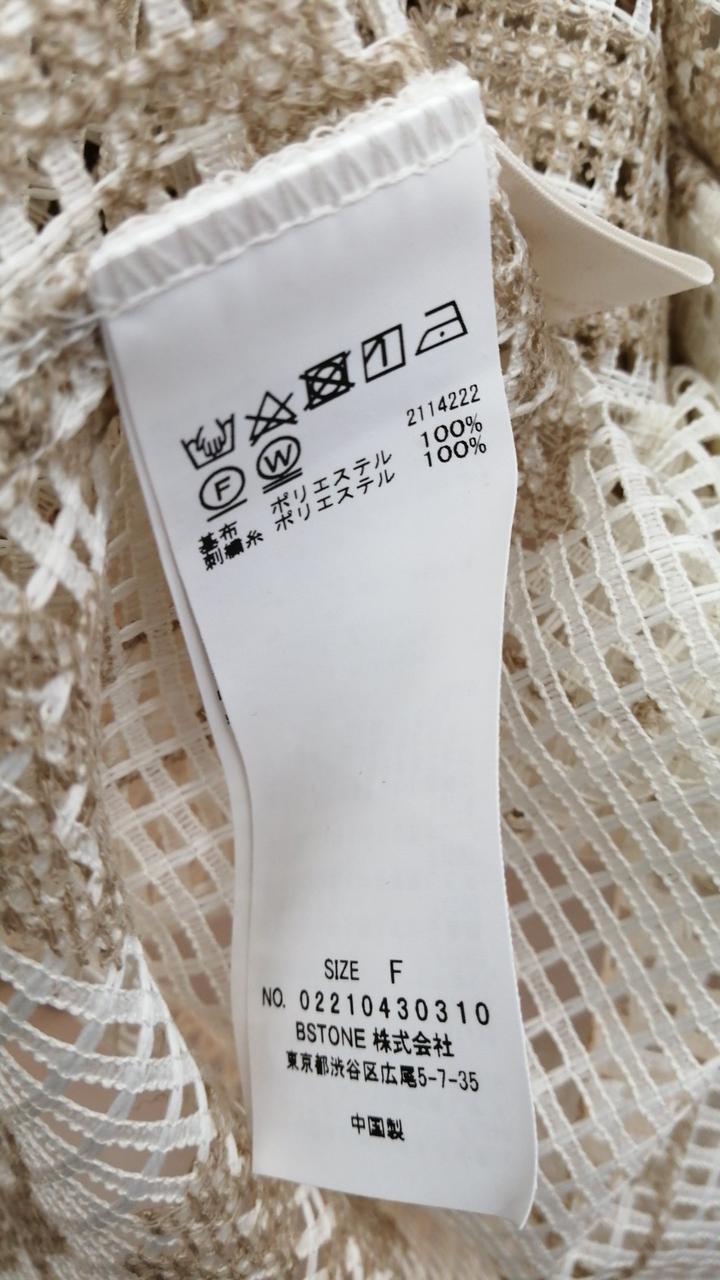 2114222
F W
基布 ポリエステル 100%
刺繍糸 ポリエステル 100%
SIZE F
NO. 02210430310
BSTONE 株式会社
東京都渋谷区広尾5-7-35
中国製